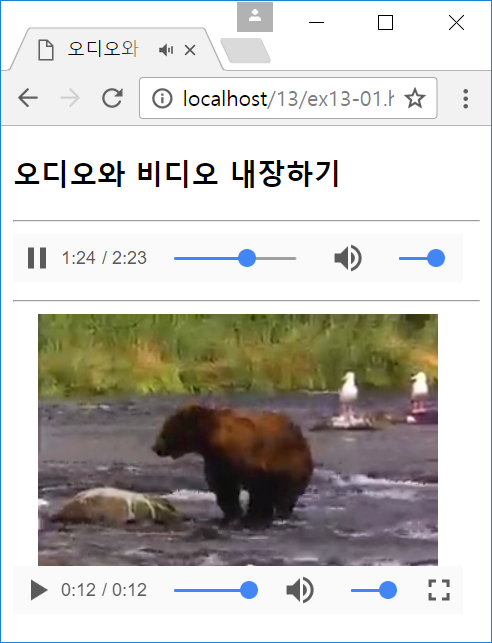 오디오와
localhost/13/ex13-01.h
오디오와 비디오 내장하기
1:24 / 2:23
0:12 / 0:12